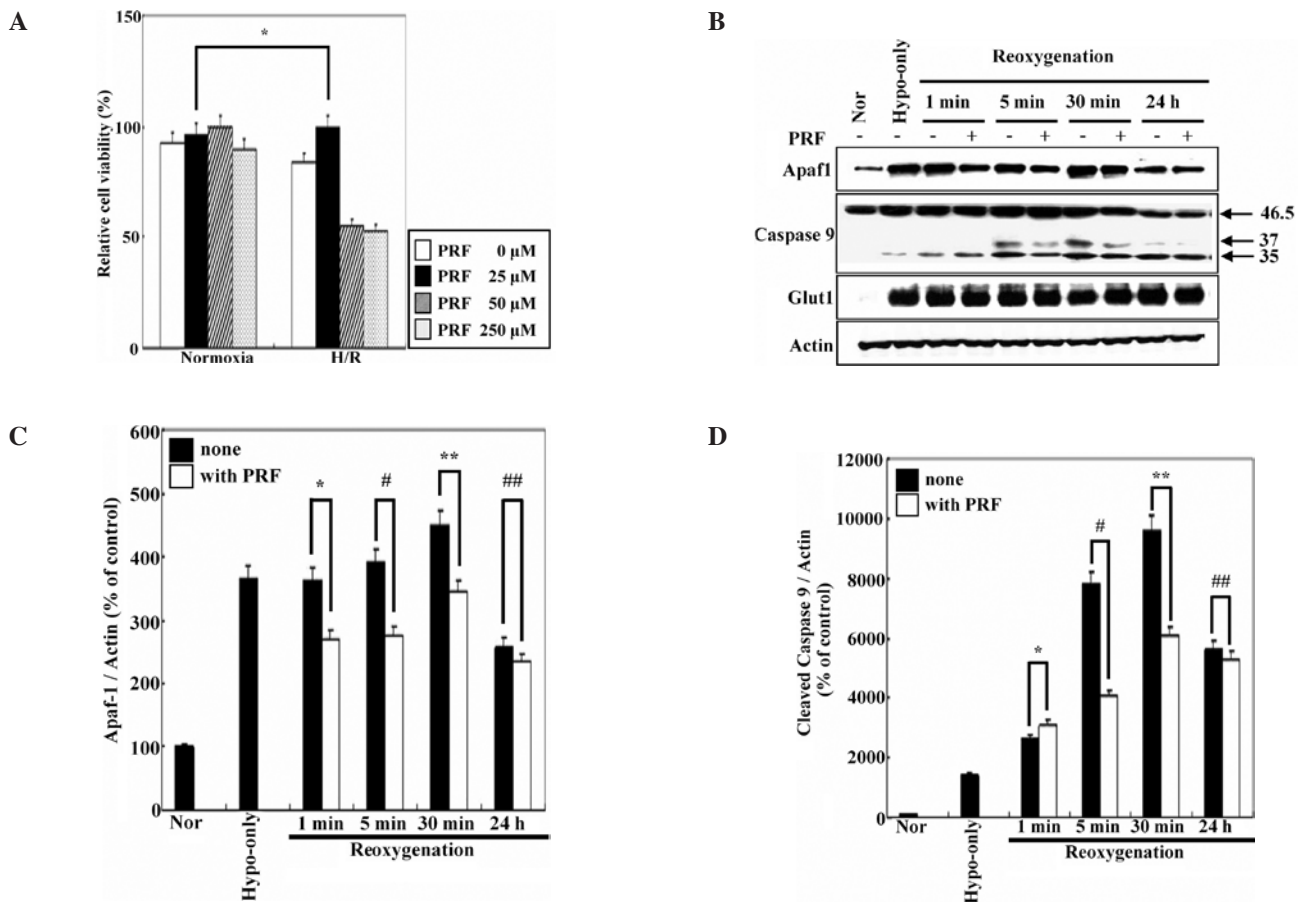 A
150
100
50
0
Relative cell viability (%)
*
Normoxia
H/R
PRF 0 µM
PRF 25 µM
PRF 50 µM
PRF 250 µM
B
Nor
Hypo-only
Reoxygenation
1 min 5 min 30 min 24 h
PRF - - - + - + - + - +
Apaf1
Caspase 9
46.5
37
35
Glut1
Actin
C
600
500
400
300
200
100
0
Apaf-1 / Actin (% of control)
none
with PRF
*
#
**
##
Nor
Hypo-only
1 min 5 min 30 min 24 h
Reoxygenation
D
12000
10000
8000
6000
4000
2000
0
Cleaved Caspase 9 / Actin
(% of control)
none
with PRF
*
#
**
##
Nor
Hypo-only
1 min 5 min 30 min 24 h
Reoxygenation